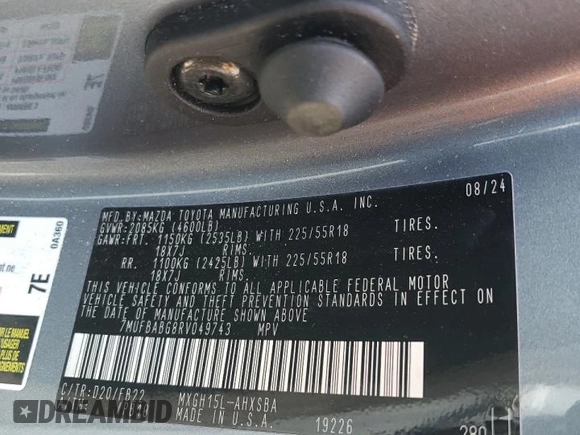 08/24
MFD.BY:MAZDA TOYOTA MANUFACTURING U.S.A. INC.
GVWR:2085KG (4600LB)
GAWR:FRT. 1150KG (2535LB) WITH 225/55R18 TIRES.
18X7J RIMS.
RR. 1100KG (2425LB) WITH 225/55R18 TIRES.
18X7J RIMS.
THIS VEHICLE CONFORMS TO ALL APPLICABLE FEDERAL MOTOR
VEHICLE SAFETY AND THEFT PREVENTION STANDARDS IN EFFECT ON
THE DATE OF MANUFACTURE SHOWN ABOVE.
7MUFBABG8RV049743 MPV
C/TR:D20/FB22
MXGH15L-AHXSBA
19226
0A360
7E
AutoBidMaster